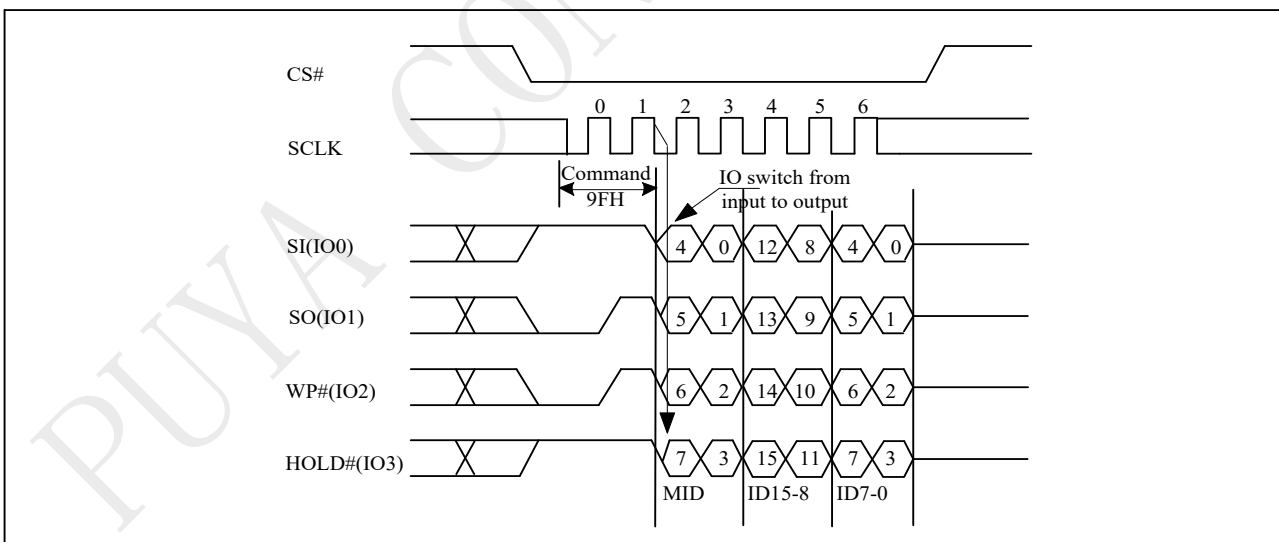 PUYA CON
CS#
0 1 2 3 4 5 6
SCLK
Command
9FH
IO switch from
input to output
SI(IO0) 4 0 12 8 4 0
SO(IO1) 5 1 13 9 5 1
WP#(IO2) 6 2 14 10 6 2
HOLD#(IO3) 7 3 15 11 7 3
MID ID15-8 ID7-0